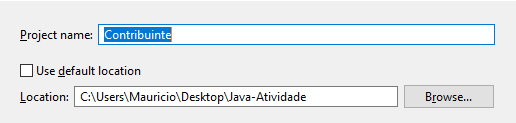 Project name: Contribuinte
Use default location
Location: C:\Users\Mauricio\Desktop\Java-Atividade Browse...